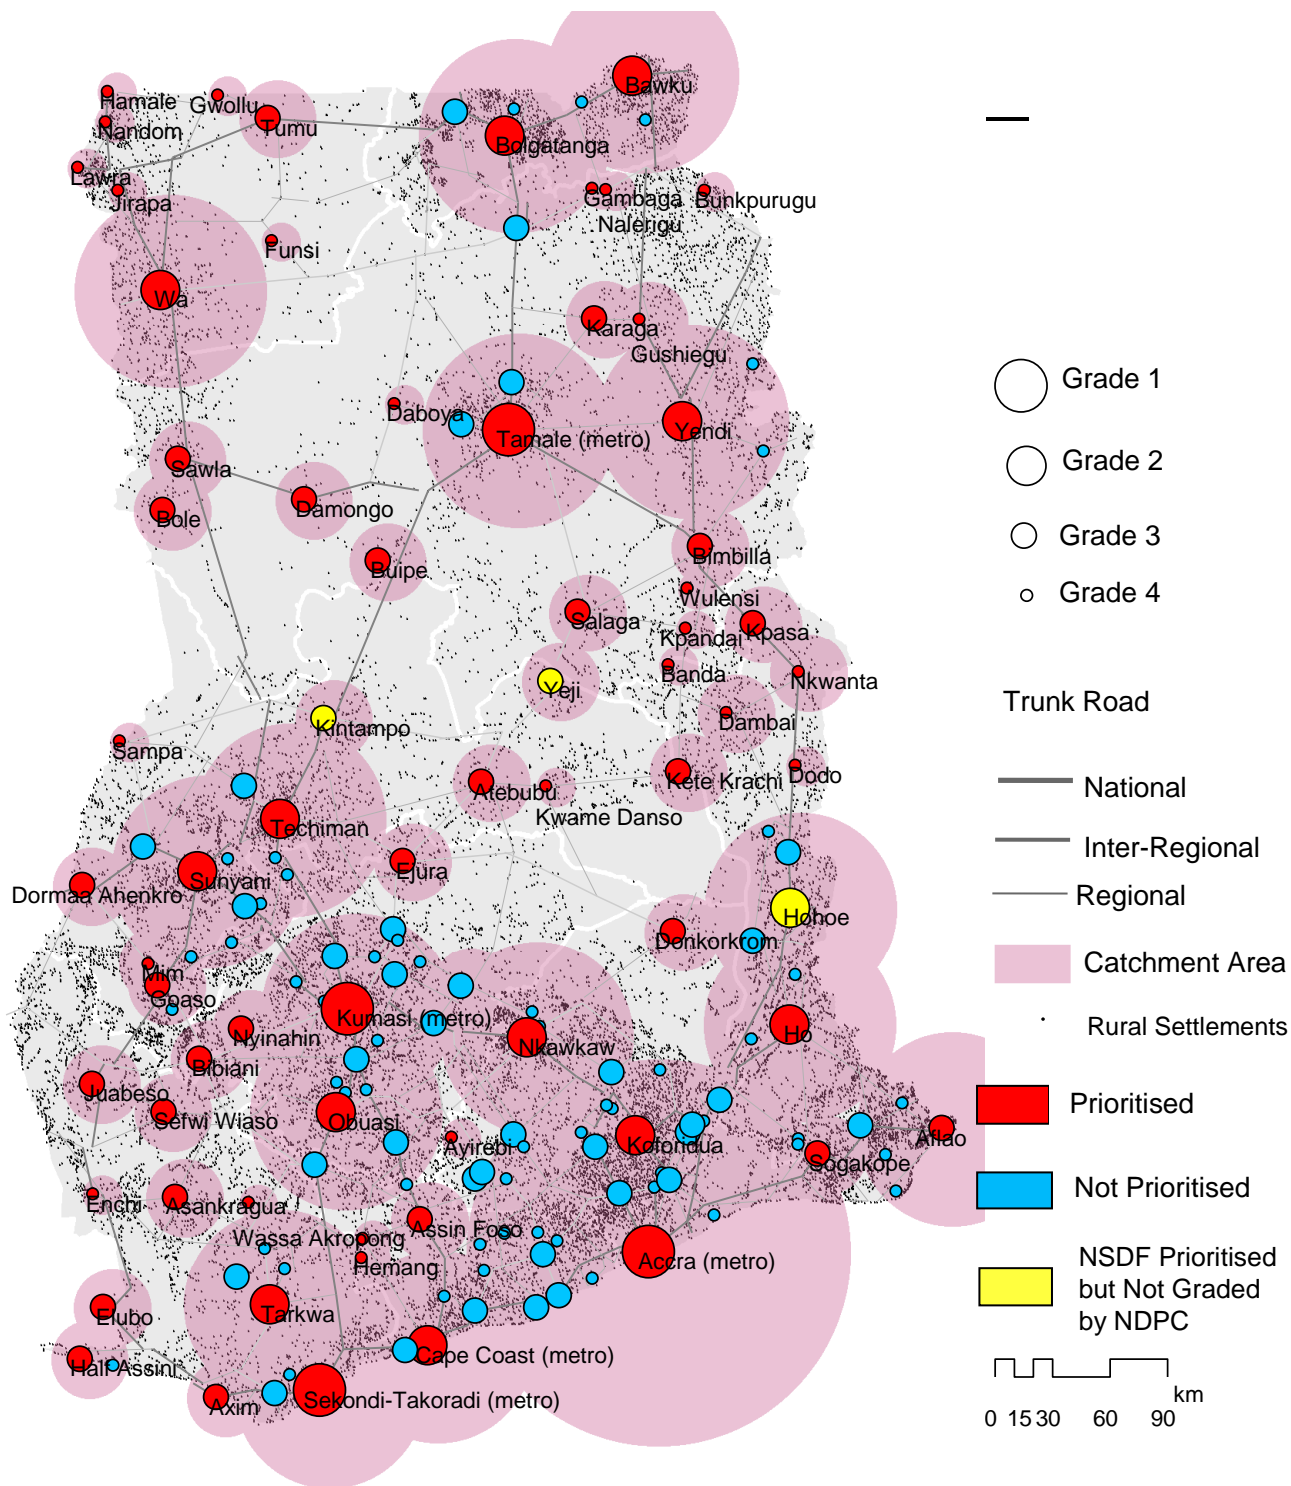 Bawku
Hamale
Gwollu
Nandom
Tumu
Bolgatanga
Lawra
Jirapa
Gambaga
Bunkpurugu
Nalerigu
Funsi
Wa
Karaga
Gushiegu
Daboya
Tamale (metro)
Yendi
Sawla
Damongo
Bole
Buipe
Bimbilla
Wulensi
Salaga
Kpandai
Kpasa
Banda
Nkwanta
Yeji
Dambai
Kintampo
Sampa
Kete Krachi
Dodo
Atebubu
Kwame Danso
Techiman
Ejura
Sunyani
Dormaa Ahenkro
Hohoe
Donkorkrom
Mim
Goaso
Kumasi (metro)
Nyinahin
Nkawkaw
Ho
Bibiani
Juabeso
Sefwi Wiaso
Obuasi
Ayirebi
Koforidua
Aflao
Sogakope
Enchi
Asankragua
Assin Foso
Wassa Akropong
Hemang
Accra (metro)
Elubo
Tarkwa
Half Assini
Cape Coast (metro)
Axim
Sekondi-Takoradi (metro)
Grade 1
Grade 2
Grade 3
Grade 4
Trunk Road
National
Inter-Regional
Regional
Catchment Area
Rural Settlements
Prioritised
Not Prioritised
NSDF Prioritised
but Not Graded
by NDPC
km
0 15 30 60 90